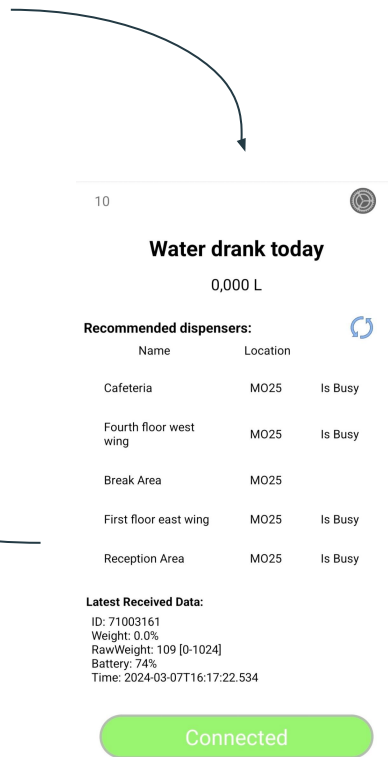 10
Water drank today
0,000 L
Recommended dispensers:
Name Location
Cafeteria MO25 Is Busy
Fourth floor west
wing MO25 Is Busy
Break Area MO25
First floor east wing MO25 Is Busy
Reception Area MO25 Is Busy
Latest Received Data:
ID: 71003161
Weight: 0.0%
RawWeight: 109 [0-1024]
Battery: 74%
Time: 2024-03-07T16:17:22.534
Connected